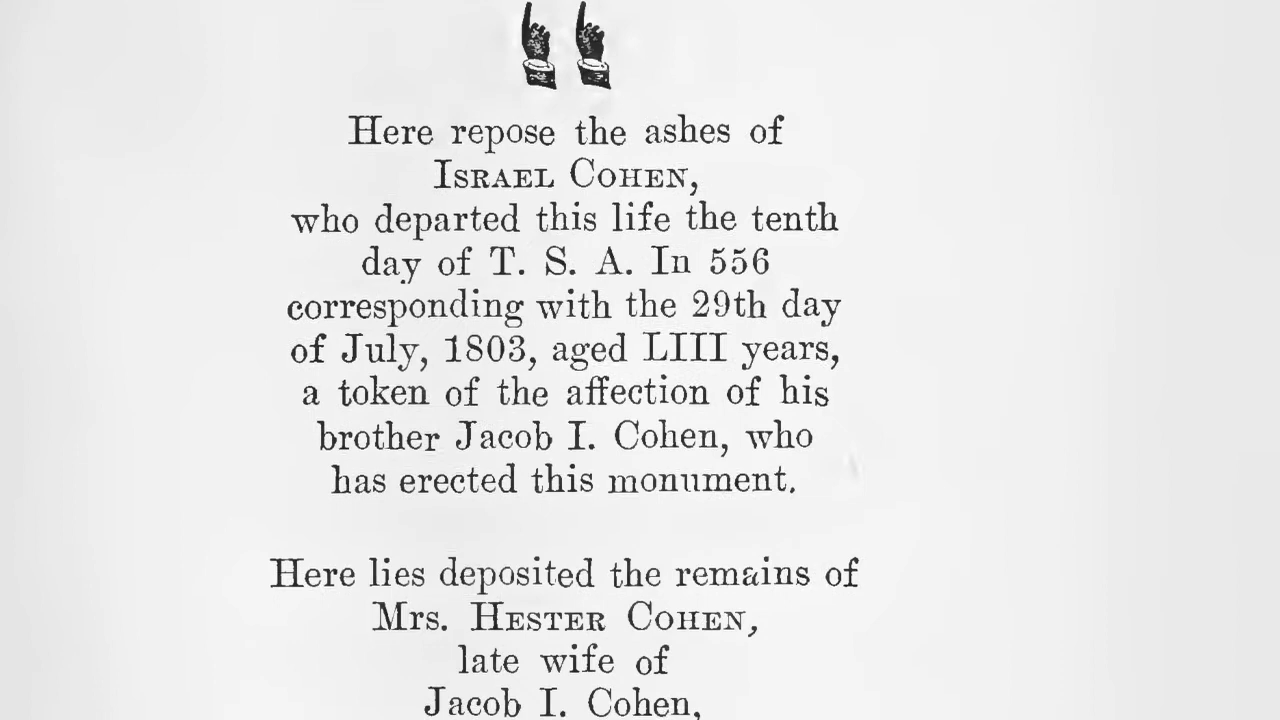 Here repose the ashes of
ISRAEL COHEN,
who departed this life the tenth
day of T. S. A. In 556
corresponding with the 29th day
of July, 1803, aged LIII years,
a token of the affection of his
brother Jacob I. Cohen, who
has erected this monument.
Here lies deposited the remains of
Mrs. HESTER COHEN,
late wife of
Jacob I. Cohen,